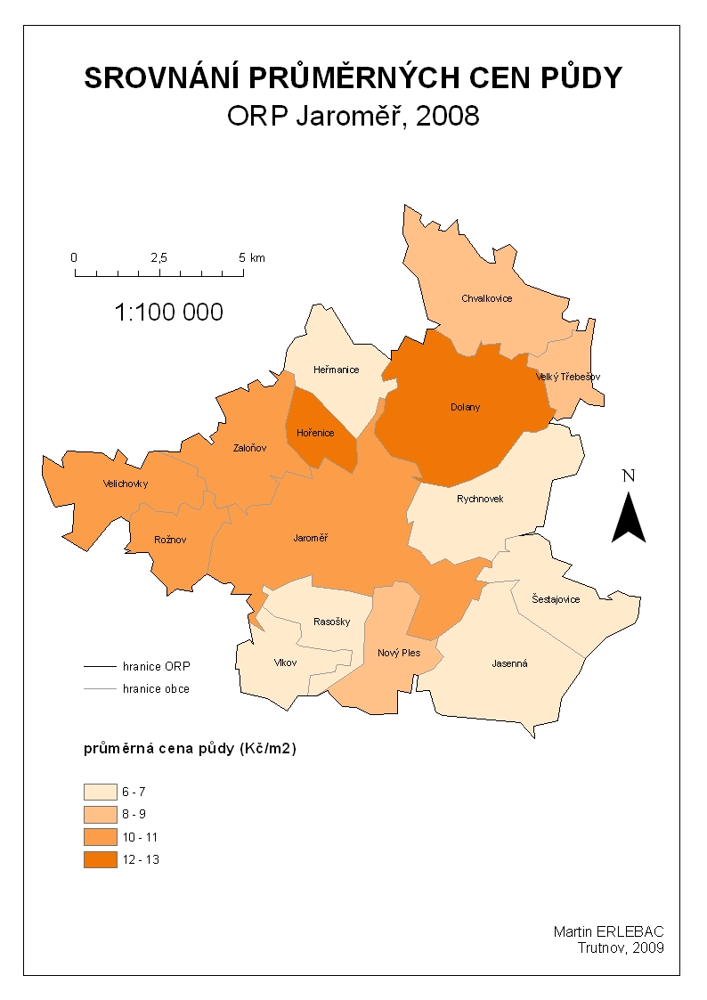 SROVNÁNÍ PRŮMĚRNÝCH CEN PŮDY
ORP Jaroměř, 2008
0 2,5 5 km
1:100 000
Chvalkovice
Heřmanice
Velký Třebešov
Dolany
Hořenice
Zaloňov
Velichovky
N
Rychnovek
Rožnov
Jaroměř
Šestajovice
Rasošky
Nový Ples
Vlkov
Jasenná
hranice ORP
hranice obce
průměrná cena půdy (Kč/m2)
6 - 7
8 - 9
10 - 11
12 - 13
Martin ERLEBAC
Trutnov, 2009